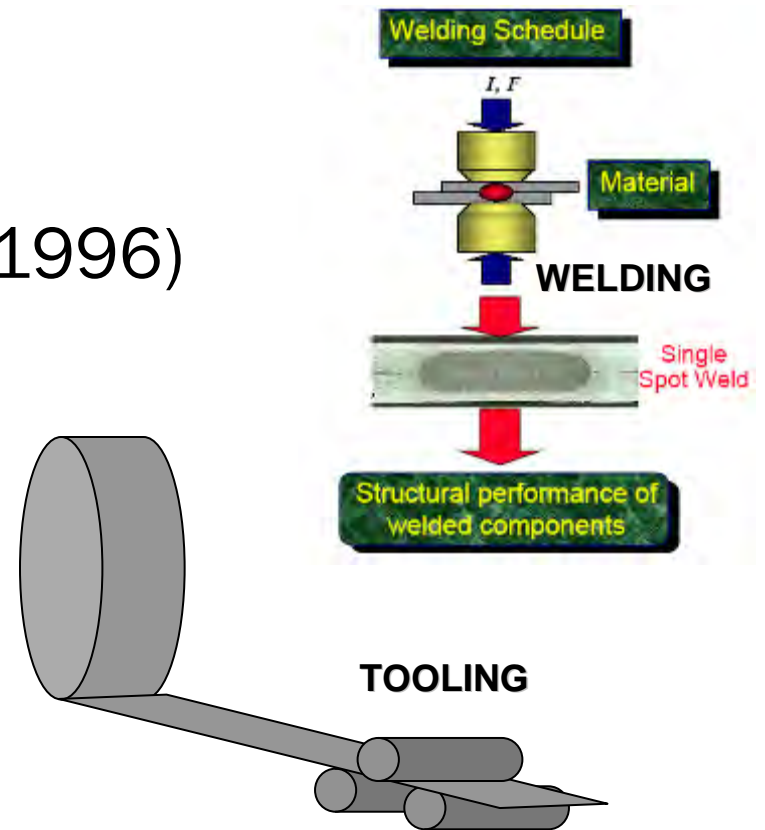 Welding Schedule
I, F
Material
1996)
WELDING
Single
Spot Weld
Structural performance of
welded components
TOOLING